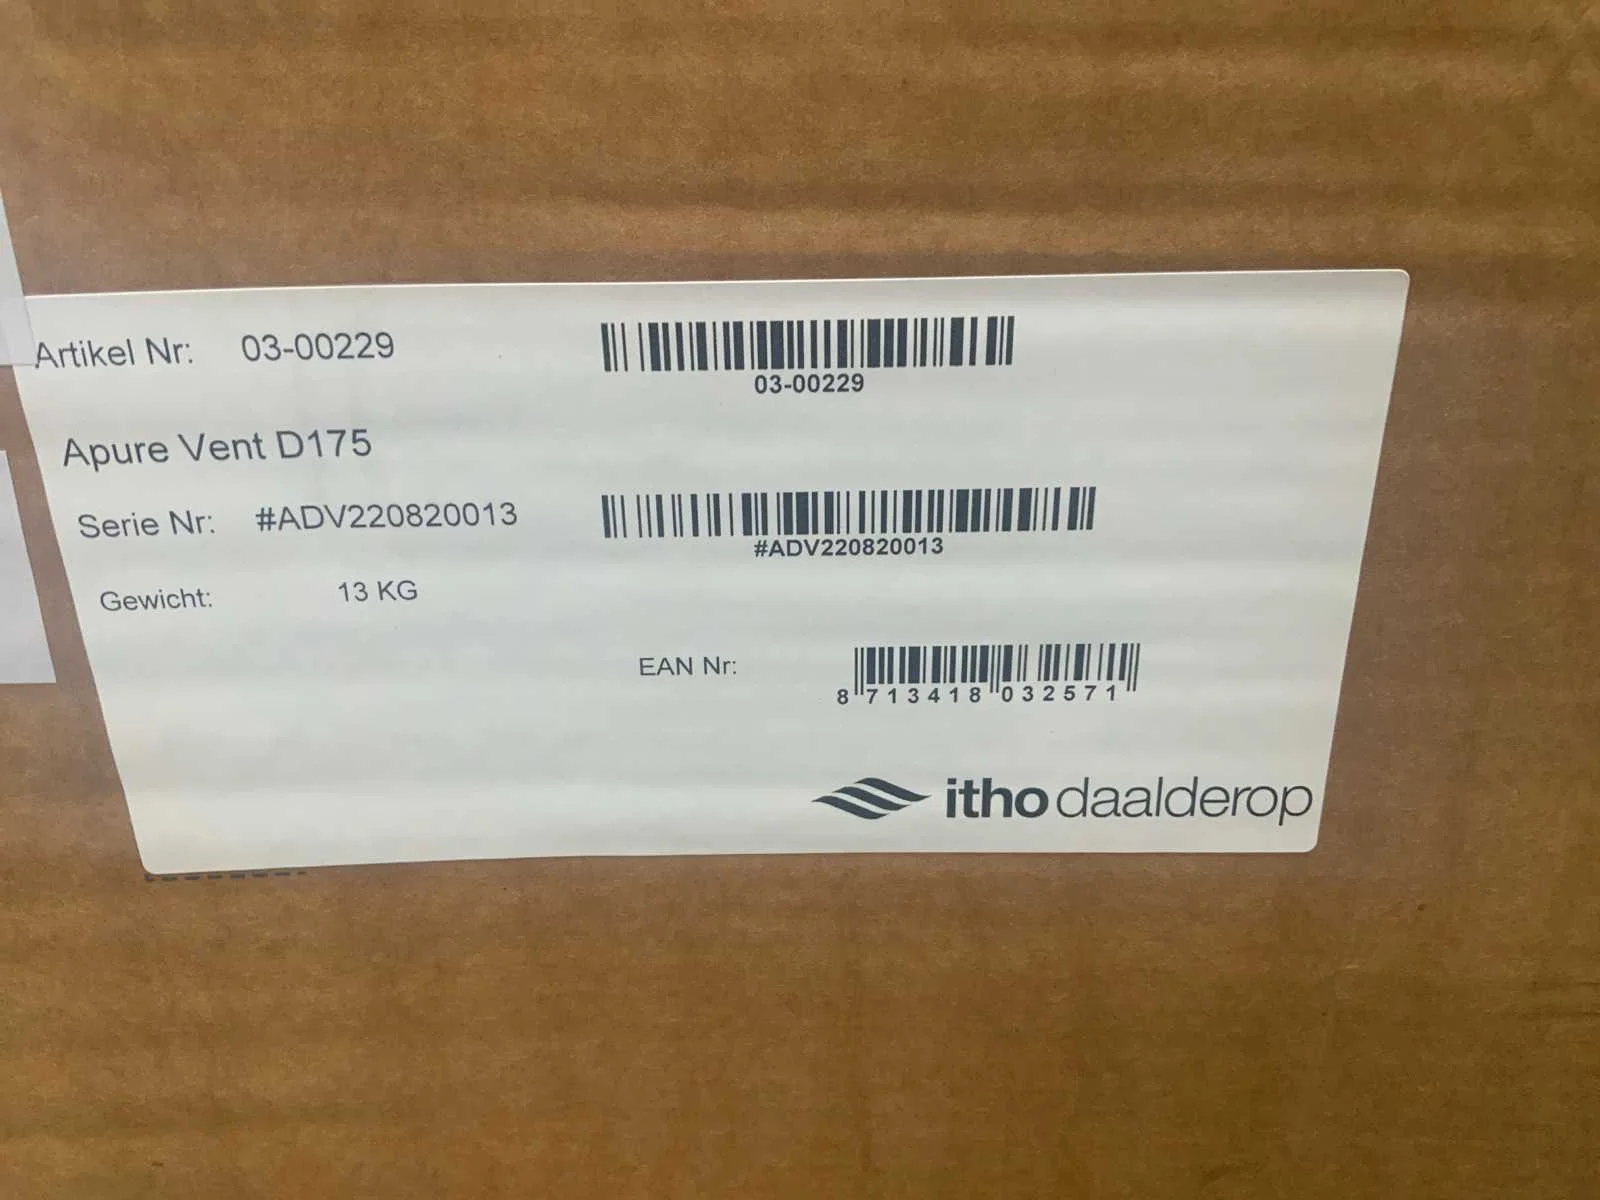 Artikel Nr: 03-00229
03-00229
Apure Vent D175
Serie Nr: #ADV220820013
#ADV220820013
Gewicht: 13 KG
EAN Nr:
8 713418 032571
itho daalderop